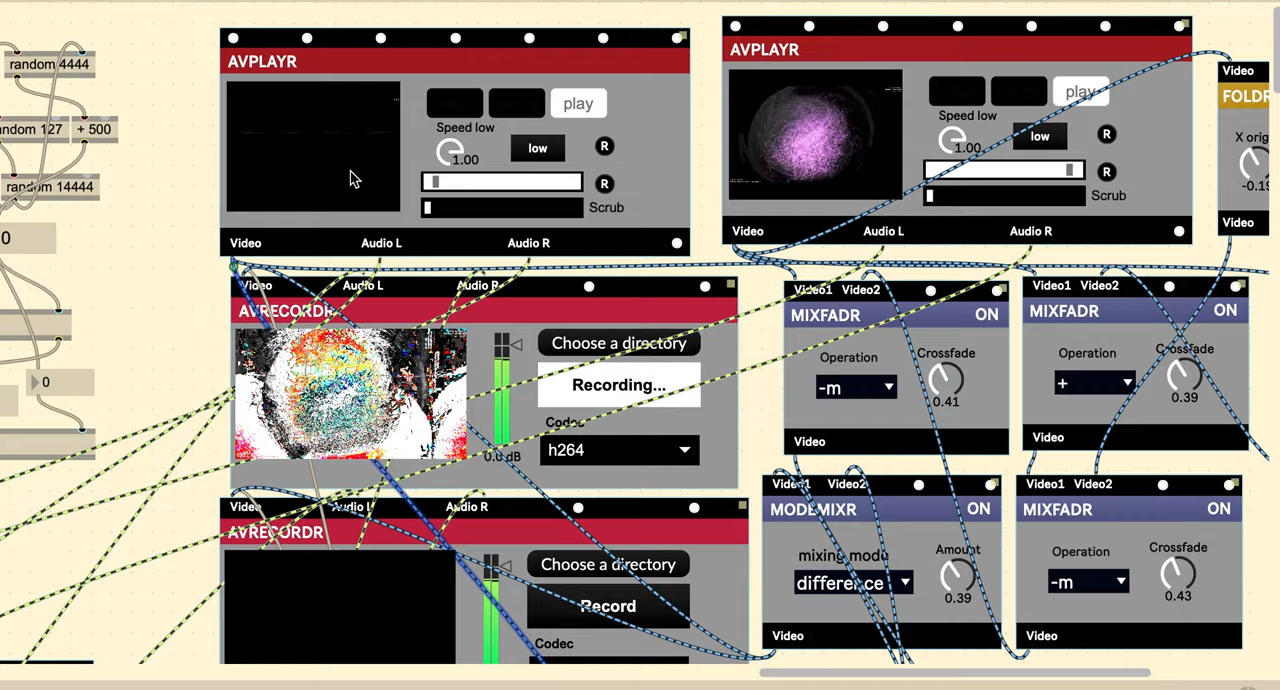 random 4444
andom 127
+ 500
random 14444
0
0
AVPLAYR
play
Speed low
1.00
low
R
R
Scrub
Video
Audio L
Audio R
AVPLAYR
play
Speed low
1.00
low
R
R
Scrub
Video
Audio L
Audio R
Video
FOLDR
X orig
-0.19
Video
Video
Audio L
Audio R
AVRECORDR
Choose a directory
Recording...
Codec
h264
0.0 dB
Video
Audio L
Audio R
AVRECORDR
Choose a directory
Record
Codec
Video1
Video2
MIXFADR
ON
Operation
Crossfade
-m
0.41
Video
Video1
Video2
MIXFADR
ON
Operation
Crossfade
+
0.39
Video
Video1
Video2
MODEMIXR
ON
mixing mode
Amount
difference
0.39
Video
Video1
Video2
MIXFADR
ON
Operation
Crossfade
-m
0.43
Video